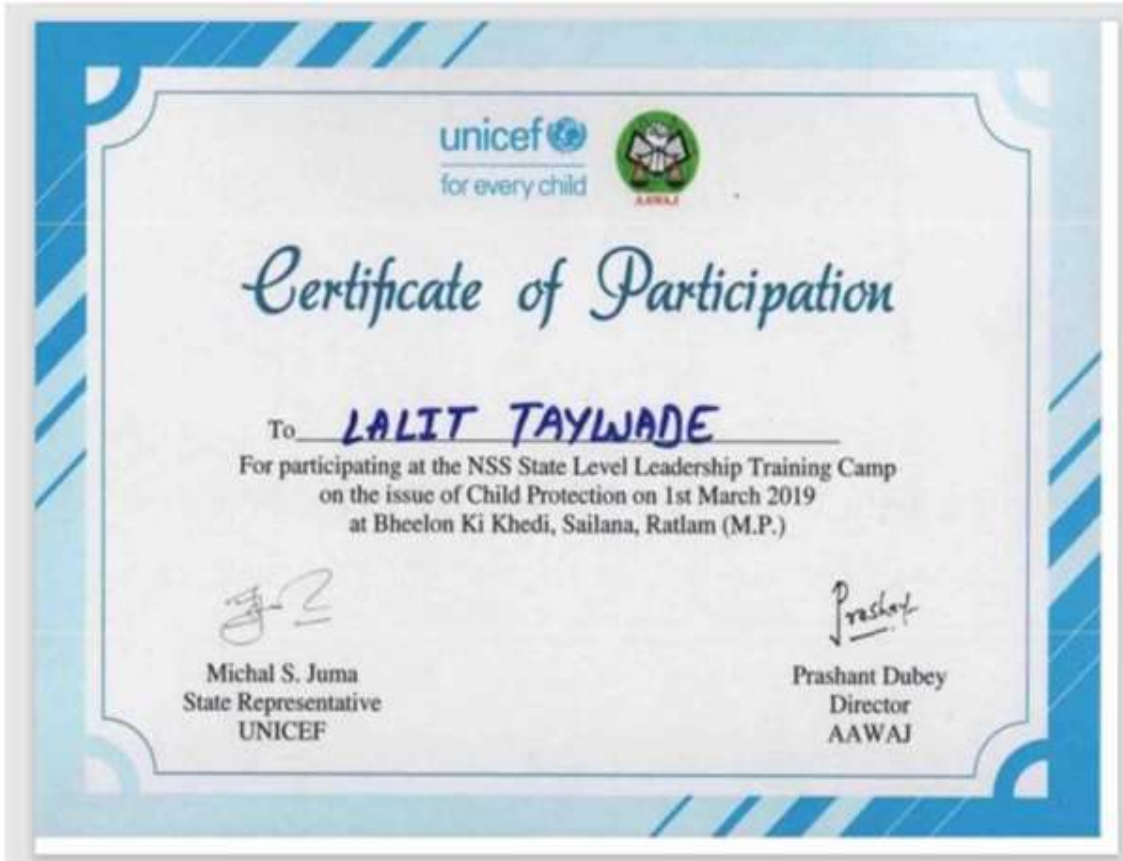 unicef
for every child
AAWAJ
Certificate of Participation
To LALIT TAYWADE
For participating at the NSS State Level Leadership Training Camp
on the issue of Child Protection on 1st March 2019
at Bheelon Ki Khedi, Sailana, Ratlam (M.P.)
Prashant
Michal S. Juma
State Representative
UNICEF
Prashant Dubey
Director
AAWAJ